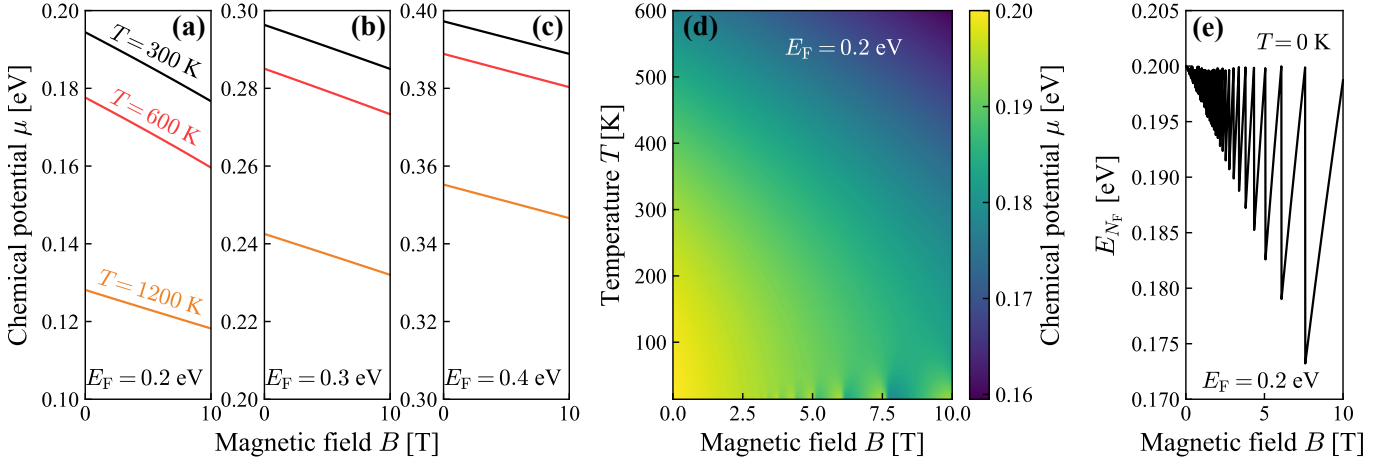 (a)
(b)
(c)
(d)
(e)
Chemical potential μ [eV]
0.20
0.18
0.16
0.14
0.12
0.10
T = 300 K
T = 600 K
T = 1200 K
E_F = 0.2 eV
0 10
0.30
0.28
0.26
0.24
0.22
0.20
E_F = 0.3 eV
0 10
0.40
0.38
0.36
0.34
0.32
0.30
E_F = 0.4 eV
0 10
Magnetic field B [T]
Temperature T [K]
600
500
400
300
200
100
E_F = 0.2 eV
0.0 2.5 5.0 7.5 10.0
Magnetic field B [T]
0.20
0.19
0.18
0.17
0.16
Chemical potential μ [eV]
E_{N_F} [eV]
0.205
0.200
0.195
0.190
0.185
0.180
0.175
0.170
T = 0 K
E_F = 0.2 eV
0 5 10
Magnetic field B [T]